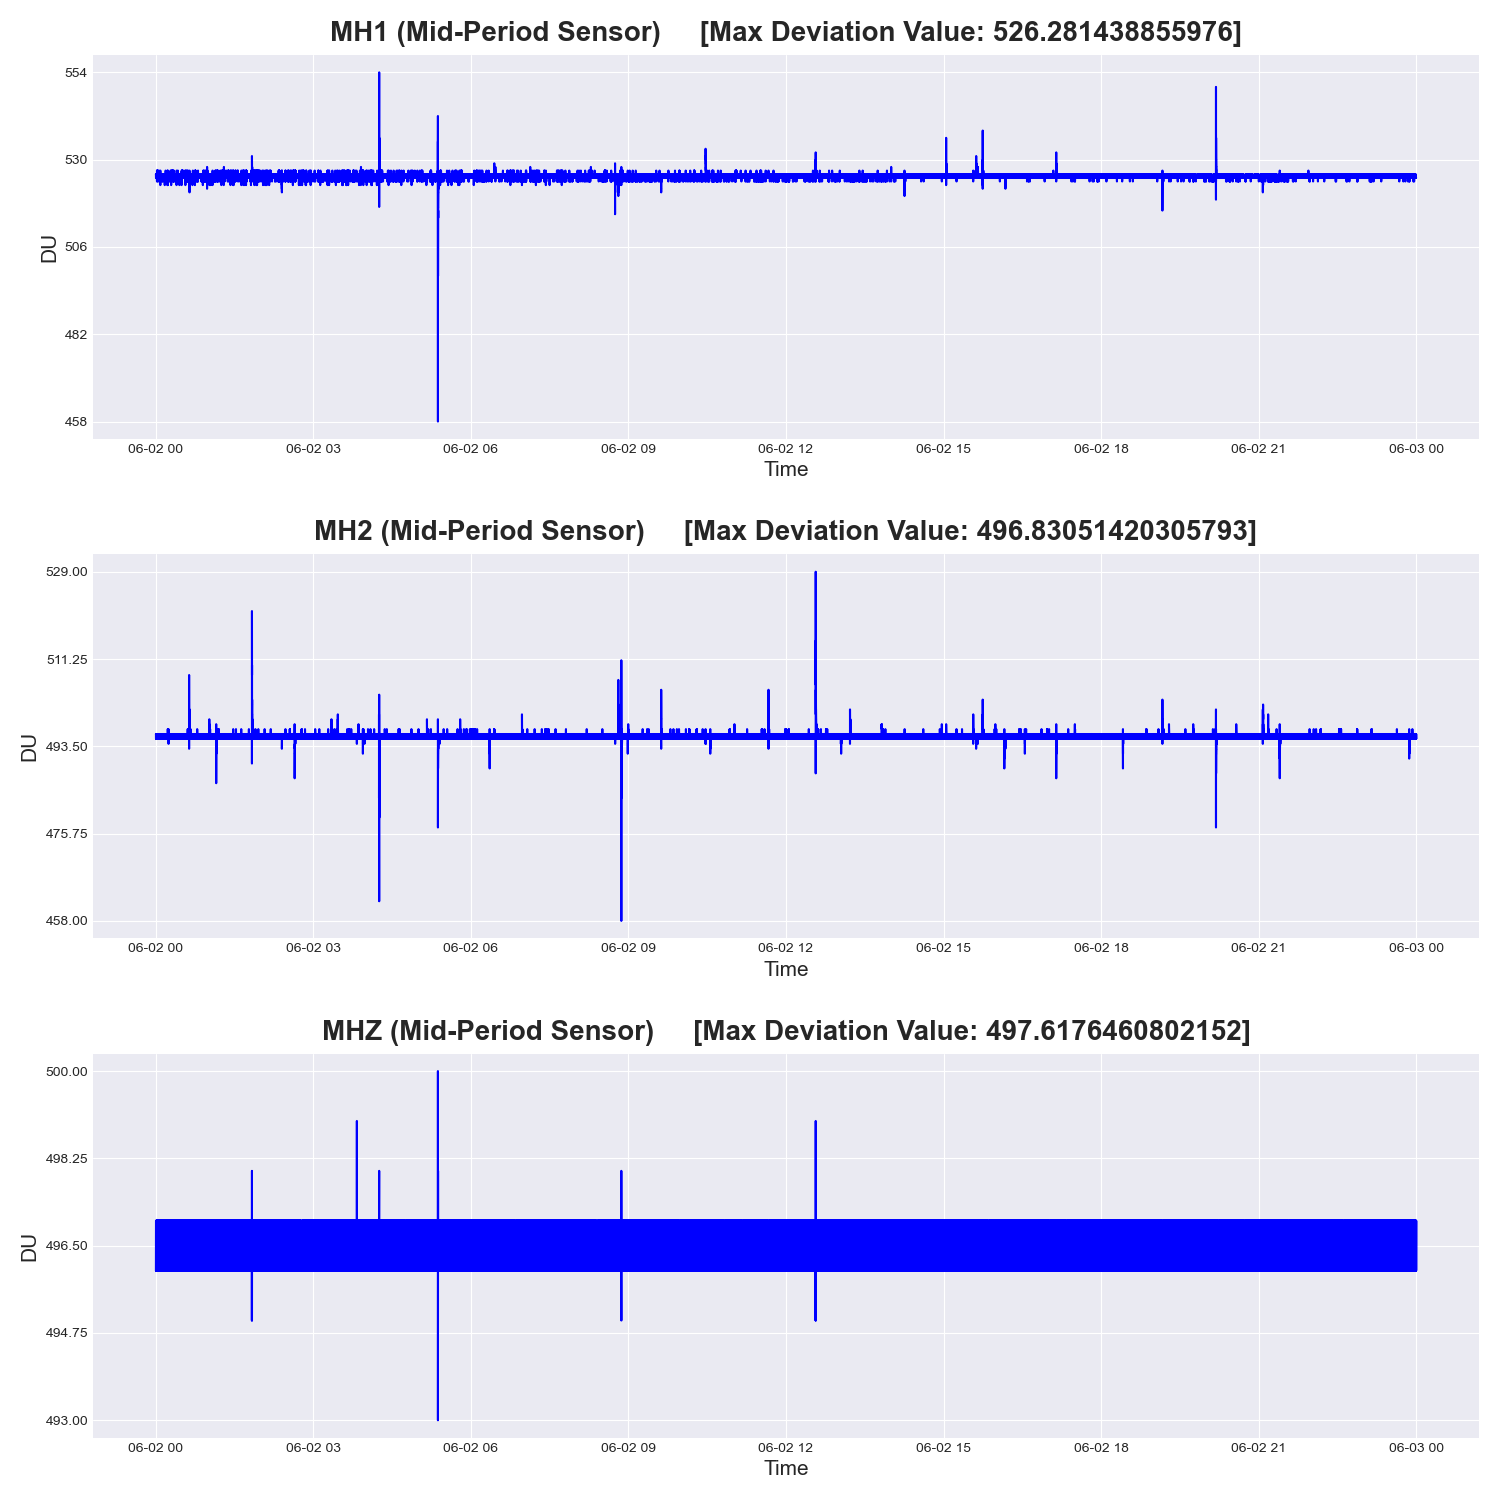 MH1 (Mid-Period Sensor) [Max Deviation Value: 526.281438855976]
554
530
506
482
458
DU
06-02 00 06-02 03 06-02 06 06-02 09 06-02 12 06-02 15 06-02 18 06-02 21 06-03 00
Time
MH2 (Mid-Period Sensor) [Max Deviation Value: 496.83051420305793]
529.00
511.25
493.50
475.75
458.00
DU
06-02 00 06-02 03 06-02 06 06-02 09 06-02 12 06-02 15 06-02 18 06-02 21 06-03 00
Time
MHZ (Mid-Period Sensor) [Max Deviation Value: 497.6176460802152]
500.00
498.25
496.50
494.75
493.00
DU
06-02 00 06-02 03 06-02 06 06-02 09 06-02 12 06-02 15 06-02 18 06-02 21 06-03 00
Time